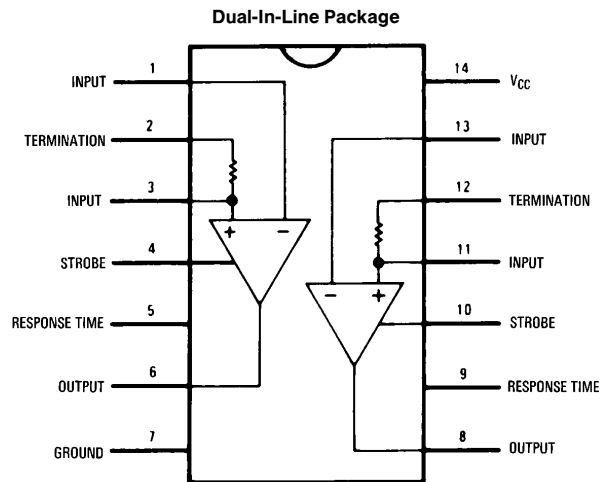 Dual-In-Line Package
INPUT 1
14 VCC
TERMINATION 2
13 INPUT
INPUT 3
12 TERMINATION
+ −
STROBE 4
11 INPUT
− +
RESPONSE TIME 5
10 STROBE
OUTPUT 6
9 RESPONSE TIME
GROUND 7
8 OUTPUT